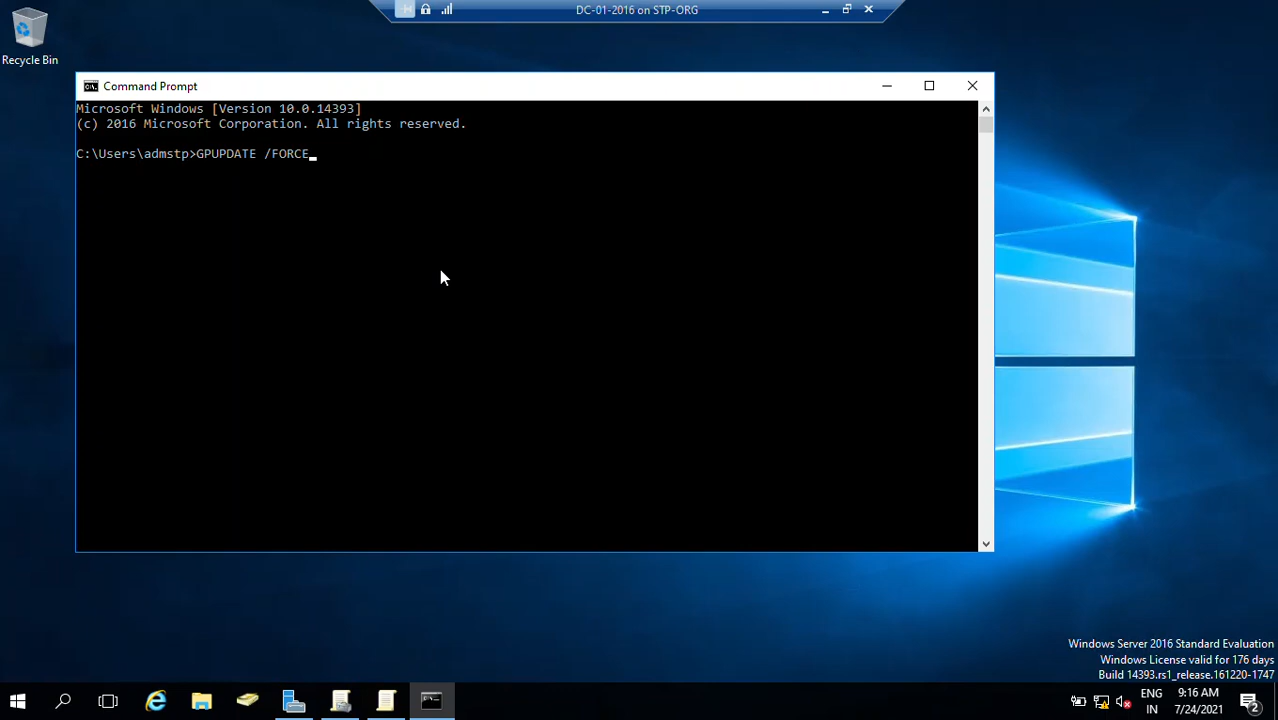 DC-01-2016 on STP-ORG
Recycle Bin
Command Prompt
Microsoft Windows [Version 10.0.14393]
(c) 2016 Microsoft Corporation. All rights reserved.
C:\Users\admstp>GPUPDATE /FORCE
Windows Server 2016 Standard Evaluation
Windows License valid for 176 days
Build 14393.rs1_release.161220-1747
ENG
IN
9:16 AM
7/24/2021
2